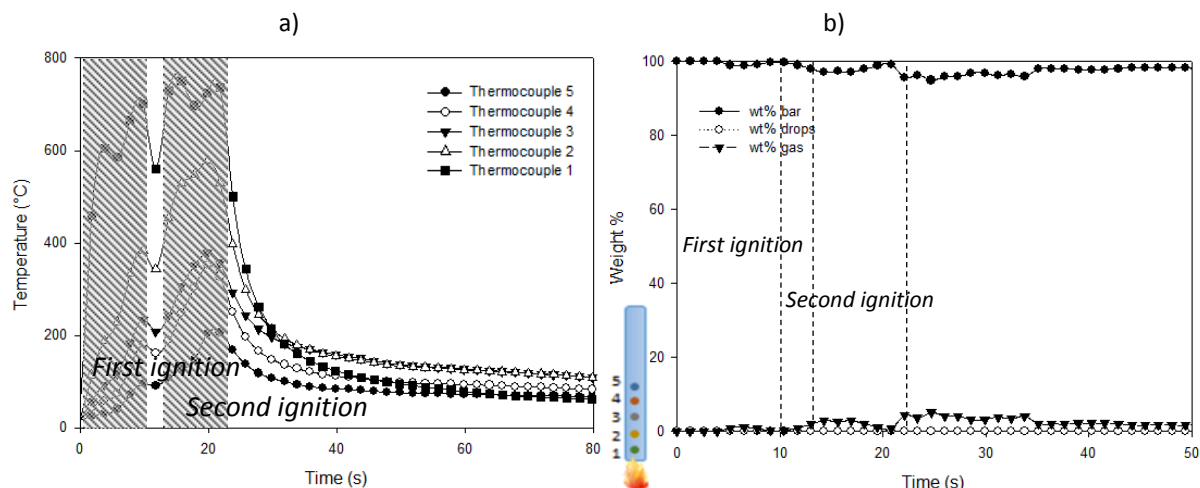 a)
b)
800
600
400
200
0
Temperature (°C)
0
20
40
60
80
Time (s)
Thermocouple 5
Thermocouple 4
Thermocouple 3
Thermocouple 2
Thermocouple 1
First ignition
Second ignition
5
4
3
2
1
100
80
60
40
20
0
Weight %
wt% bar
wt% drops
wt% gas
First ignition
Second ignition
0
10
20
30
40
50
Time (s)